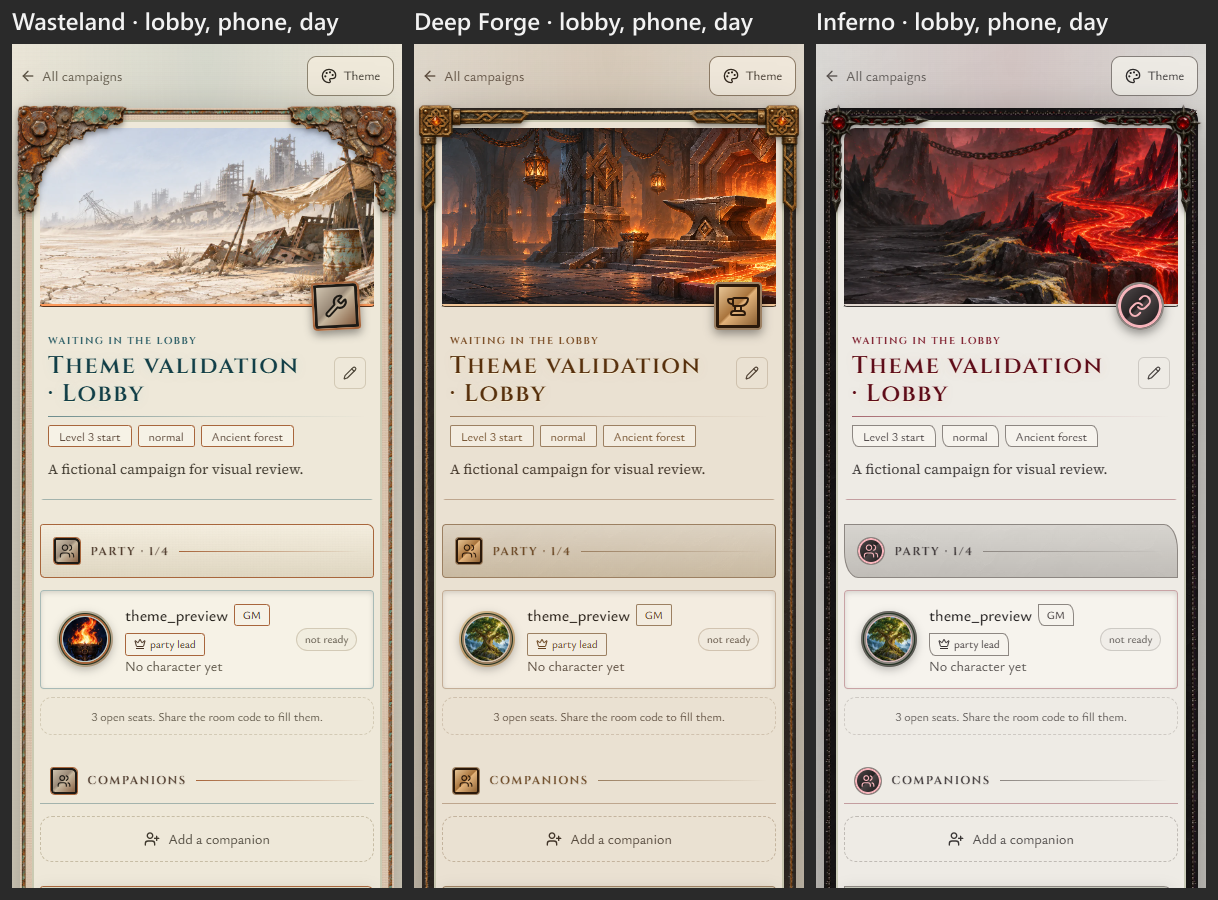 Wasteland · lobby, phone, day
All campaigns
Theme
WAITING IN THE LOBBY
THEME VALIDATION
· LOBBY
Level 3 start
normal
Ancient forest
A fictional campaign for visual review.
PARTY · 1/4
theme_preview GM
party lead
No character yet
not ready
3 open seats. Share the room code to fill them.
COMPANIONS
Add a companion
Deep Forge · lobby, phone, day
All campaigns
Theme
WAITING IN THE LOBBY
THEME VALIDATION
· LOBBY
Level 3 start
normal
Ancient forest
A fictional campaign for visual review.
PARTY · 1/4
theme_preview GM
party lead
No character yet
not ready
3 open seats. Share the room code to fill them.
COMPANIONS
Add a companion
Inferno · lobby, phone, day
All campaigns
Theme
WAITING IN THE LOBBY
THEME VALIDATION
· LOBBY
Level 3 start
normal
Ancient forest
A fictional campaign for visual review.
PARTY · 1/4
theme_preview GM
party lead
No character yet
not ready
3 open seats. Share the room code to fill them.
COMPANIONS
Add a companion